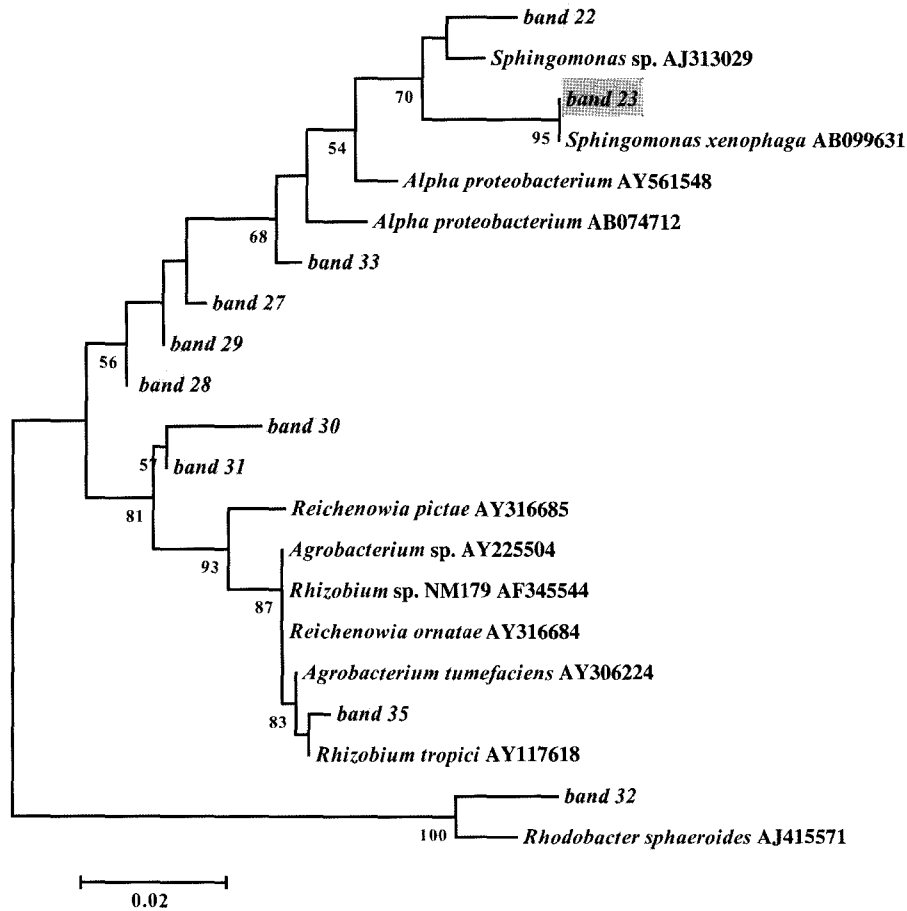 band 22
Sphingomonas sp. AJ313029
70
band 23
95
Sphingomonas xenophaga AB099631
54
Alpha proteobacterium AY561548
Alpha proteobacterium AB074712
68
band 33
band 27
band 29
56
band 28
band 30
57
band 31
81
Reichenowia pictae AY316685
Agrobacterium sp. AY225504
93
Rhizobium sp. NM179 AF345544
87
Reichenowia ornatae AY316684
Agrobacterium tumefaciens AY306224
83
band 35
Rhizobium tropici AY117618
band 32
100
Rhodobacter sphaeroides AJ415571
0.02